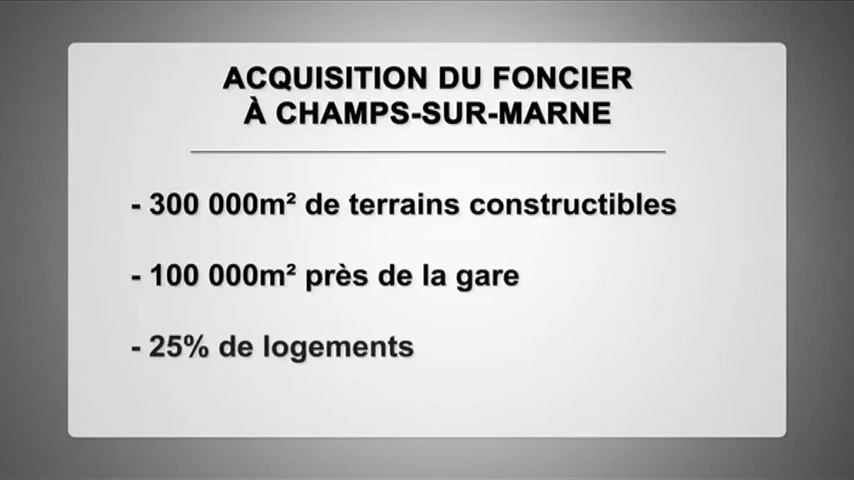 ACQUISITION DU FONCIER
À CHAMPS-SUR-MARNE
- 300 000m² de terrains constructibles
- 100 000m² près de la gare
- 25% de logements